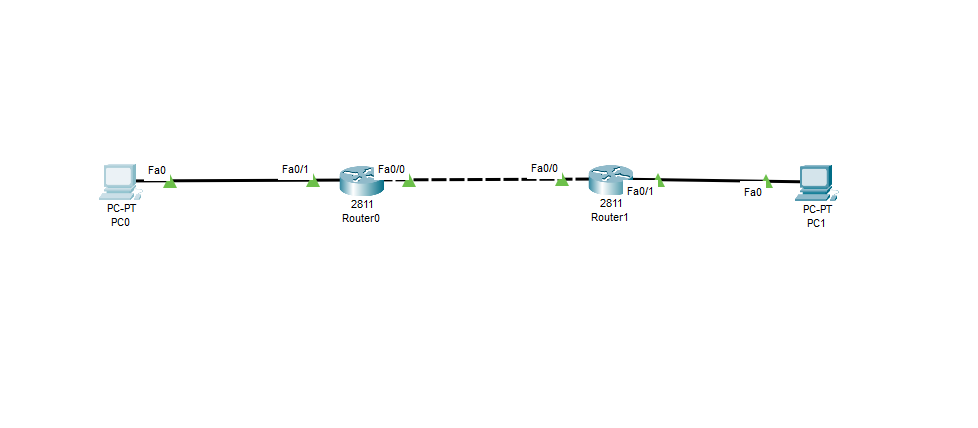 Fa0
Fa0/1
Fa0/0
Fa0/0
Fa0/1
Fa0
PC-PT
PC0
2811
Router0
2811
Router1
PC-PT
PC1